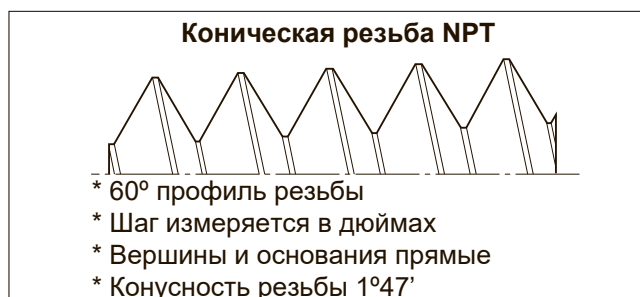 Коническая резьба NPT
* 60º профиль резьбы
* Шаг измеряется в дюймах
* Вершины и основания прямые
* Конусность резьбы 1º47’